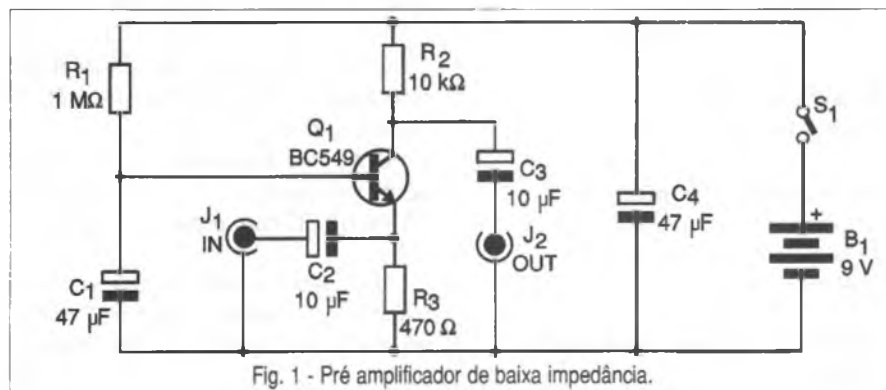 R1
1 MΩ
R2
10 kΩ
Q1
BC549
S1
C3
10 µF
C4
47 µF
J1
IN
J2
OUT
+
B1
9 V
C2
10 µF
C1
47 µF
R3
470 Ω
Fig. 1 - Pré amplificador de baixa impedância.